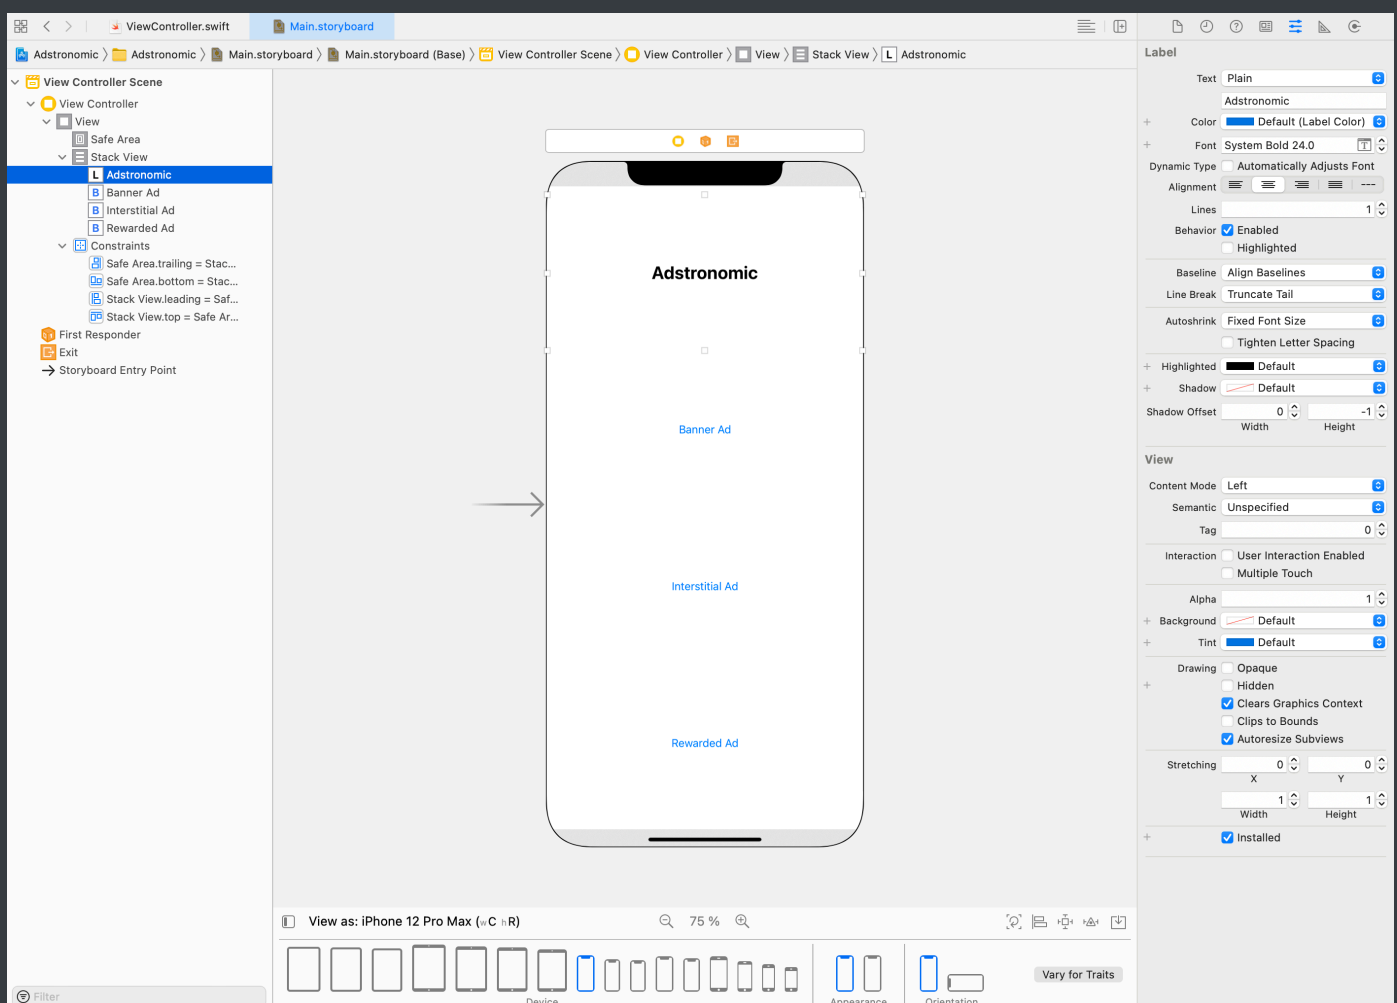 ViewController.swift
Main.storyboard
Adstronomic
Adstronomic
Main.storyboard
Main.storyboard (Base)
View Controller Scene
View Controller
View
Stack View
L Adstronomic
View Controller Scene
View Controller
View
Safe Area
Stack View
L Adstronomic
B Banner Ad
B Interstitial Ad
B Rewarded Ad
Constraints
Safe Area.trailing = Stac...
Safe Area.bottom = Stac...
Stack View.leading = Saf...
Stack View.top = Safe Ar...
First Responder
Exit
Storyboard Entry Point
Filter
Adstronomic
Banner Ad
Interstitial Ad
Rewarded Ad
View as: iPhone 12 Pro Max (wC hR)
75 %
Device
Appearance
Orientation
Vary for Traits
Label
Text Plain
Adstronomic
Color Default (Label Color)
Font System Bold 24.0 T
Dynamic Type Automatically Adjusts Font
Alignment ---
Lines 1
Behavior Enabled
Highlighted
Baseline Align Baselines
Line Break Truncate Tail
Autoshrink Fixed Font Size
Tighten Letter Spacing
Highlighted Default
Shadow Default
Shadow Offset 0 -1
Width Height
View
Content Mode Left
Semantic Unspecified
Tag 0
Interaction User Interaction Enabled
Multiple Touch
Alpha 1
Background Default
Tint Default
Drawing Opaque
Hidden
Clears Graphics Context
Clips to Bounds
Autoresize Subviews
Stretching 0 0
X Y
1 1
Width Height
Installed